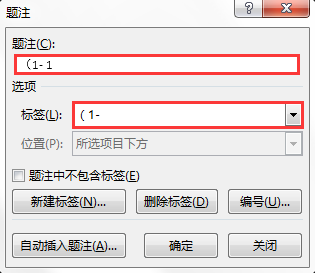 题注
?
题注(C):
（1- 1
选项
标签(L):
（ 1-
位置(P):
所选项目下方
题注中不包含标签(E)
新建标签(N)...
删除标签(D)
编号(U)...
自动插入题注(A)...
确定
关闭